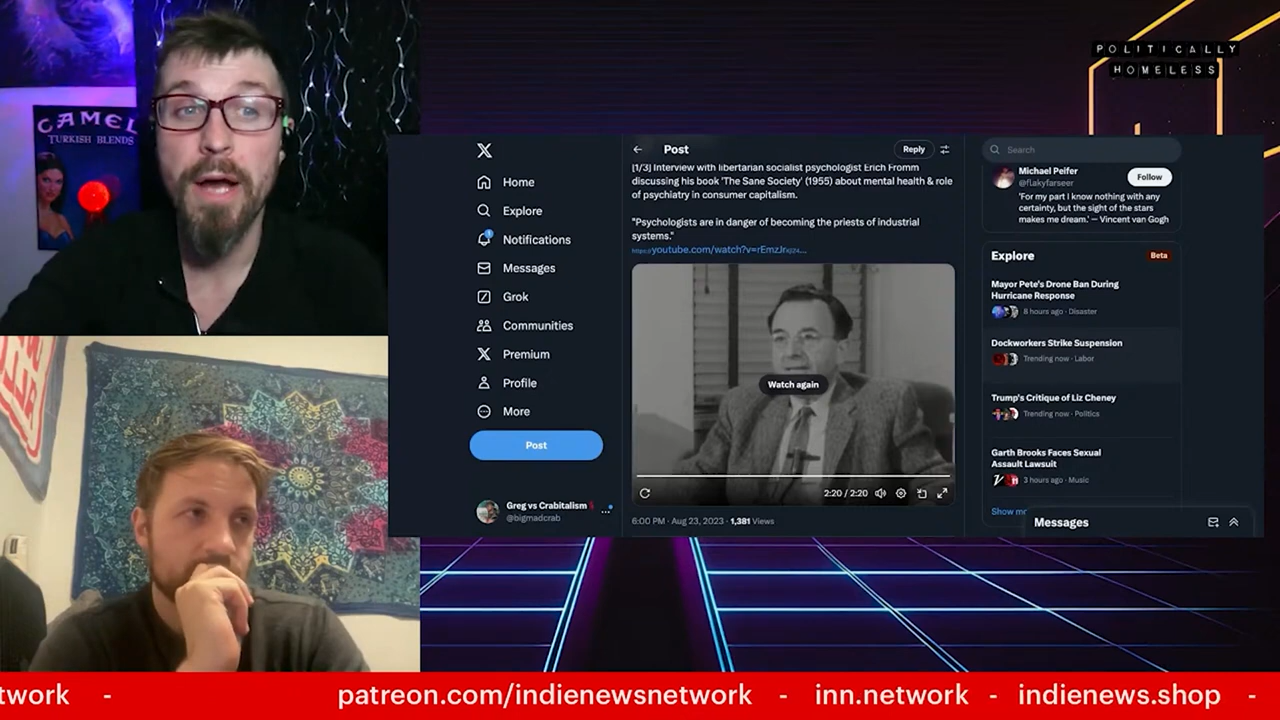 POLITICALLY
HOMELESS
CAMEL
TURKISH BLENDS
Home
Explore
Notifications
Messages
Grok
Communities
Premium
Profile
More
Post
Greg vs Crabitalism
@bigmadcrab
Post
Reply
[1/3] Interview with libertarian socialist psychologist Erich Fromm
discussing his book 'The Sane Society' (1955) about mental health & role
of psychiatry in consumer capitalism.
"Psychologists are in danger of becoming the priests of industrial
systems."
youtube.com/watch?v=rEmzJr
Watch again
2:20 / 2:20
6:00 PM · Aug 23, 2023 · 1,381 Views
Search
Michael Peifer
@flakyfarseer
Follow
'For my part I know nothing with any
certainty, but the sight of the stars
makes me dream.' — Vincent van Gogh
Explore
Beta
Mayor Pete's Drone Ban During
Hurricane Response
8 hours ago · Disaster
Dockworkers Strike Suspension
Trending now · Labor
Trump's Critique of Liz Cheney
Trending now · Politics
Garth Brooks Faces Sexual
Assault Lawsuit
3 hours ago · Music
Show mo
Messages
twork - patreon.com/indienewsnetwork - inn.network - indienews.shop -